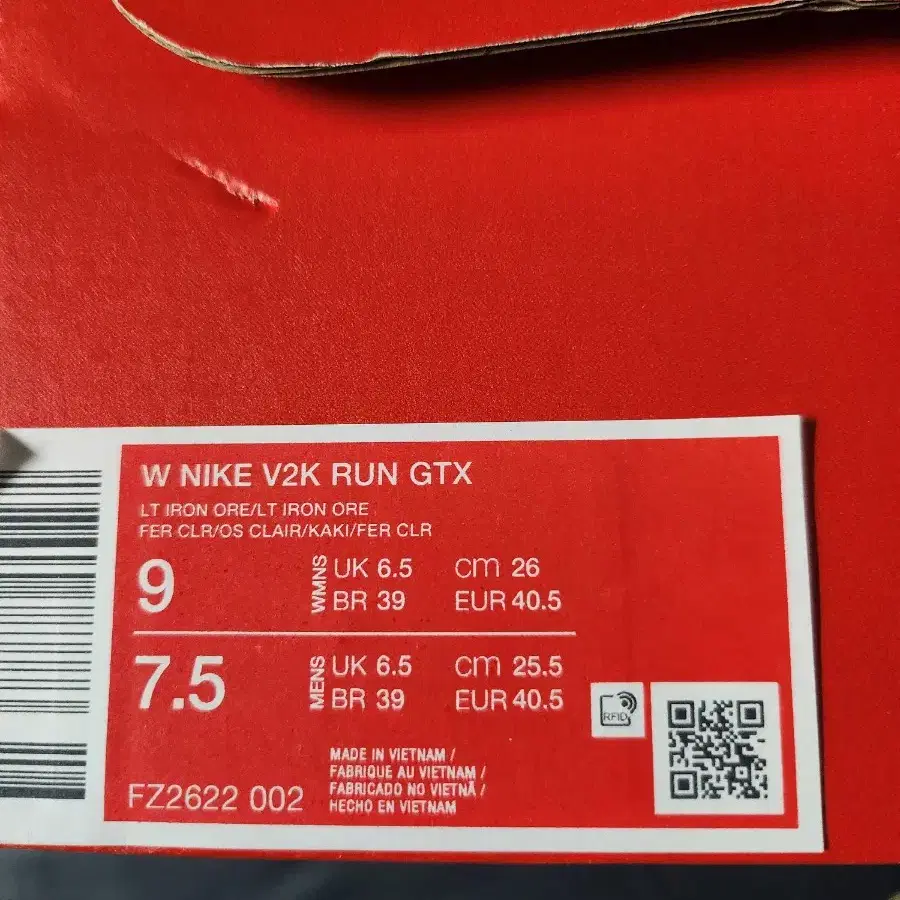 W NIKE V2K RUN GTX
LT IRON ORE/LT IRON ORE
FER CLR/OS CLAIR/KAKI/FER CLR
9 WMNS UK 6.5 cm 26
BR 39 EUR 40.5
7.5 MENS UK 6.5 cm 25.5
BR 39 EUR 40.5
RFID
MADE IN VIETNAM /
FABRIQUE AU VIETNAM /
FABRICADO NO VIETNÃ /
HECHO EN VIETNAM
FZ2622 002